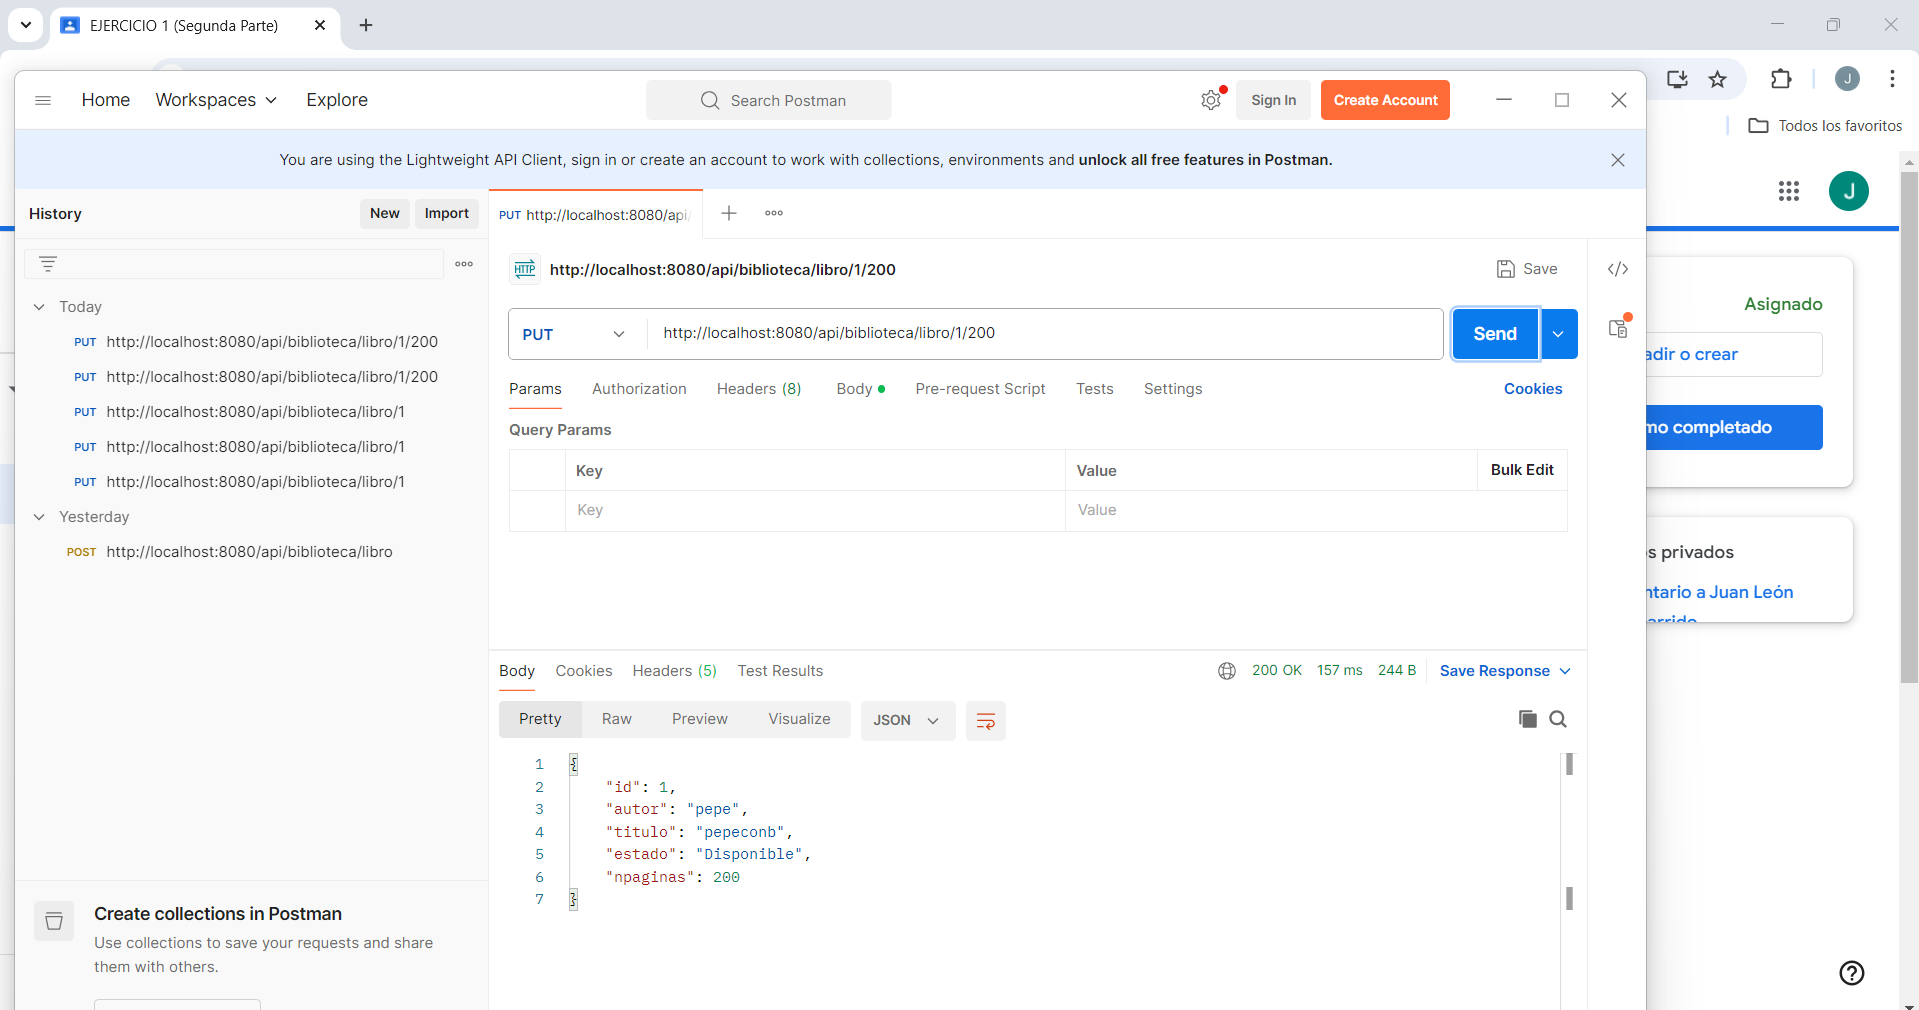 EJERCICIO 1 (Segunda Parte)
Home
Workspaces
Explore
Search Postman
Sign In
Create Account
J
Todos los favoritos
You are using the Lightweight API Client, sign in or create an account to work with collections, environments and unlock all free features in Postman.
J
History
New
Import
PUT http://localhost:8080/api/
HTTP
http://localhost:8080/api/biblioteca/libro/1/200
Save
</>
Today
PUT http://localhost:8080/api/biblioteca/libro/1/200
PUT http://localhost:8080/api/biblioteca/libro/1/200
PUT http://localhost:8080/api/biblioteca/libro/1
PUT http://localhost:8080/api/biblioteca/libro/1
PUT http://localhost:8080/api/biblioteca/libro/1
Yesterday
POST http://localhost:8080/api/biblioteca/libro
PUT
http://localhost:8080/api/biblioteca/libro/1/200
Send
Params
Authorization
Headers (8)
Body
Pre-request Script
Tests
Settings
Cookies
Query Params
Key
Value
Bulk Edit
Key
Value
Asignado
adir o crear
mo completado
s privados
ntario a Juan León
Body
Cookies
Headers (5)
Test Results
200 OK
157 ms
244 B
Save Response
Pretty
Raw
Preview
Visualize
JSON
1 {
2 "id": 1,
3 "autor": "pepe",
4 "titulo": "pepeconb",
5 "estado": "Disponible",
6 "npaginas": 200
7 }
Create collections in Postman
Use collections to save your requests and share
them with others.